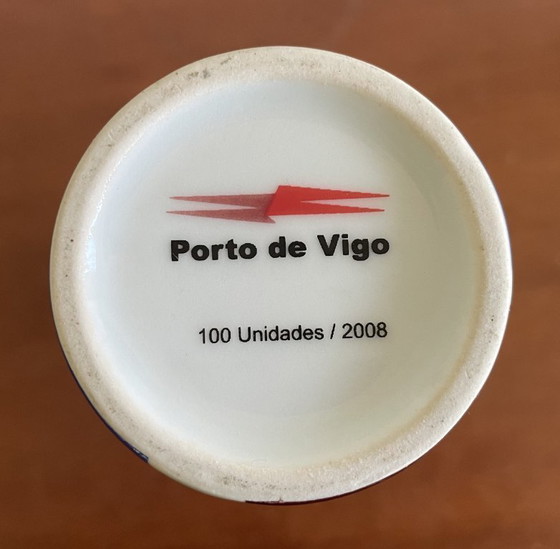 Porto de Vigo
100 Unidades / 2008